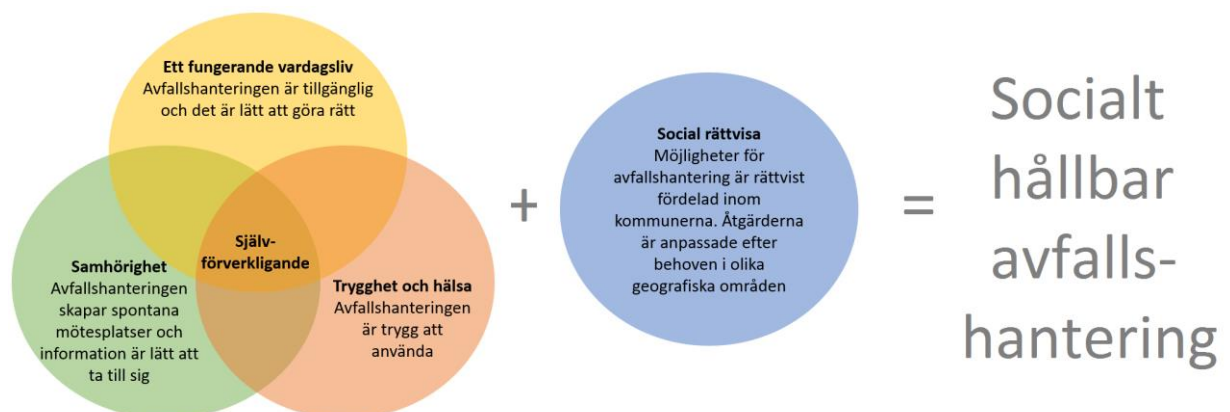 Ett fungerande vardagsliv
Avfallshanteringen är tillgänglig
och det är lätt att göra rätt
Själv-
förverkligande
Samhörighet
Avfallshanteringen
skapar spontana
mötesplatser och
information är lätt att
ta till sig
Trygghet och hälsa
Avfallshanteringen
är trygg att
använda
+
Social rättvisa
Möjligheter för
avfallshantering är rättvist
fördelad inom
kommunerna. Åtgärderna
är anpassade efter
behoven i olika
geografiska områden
=
Socialt
hållbar
avfalls-
hantering